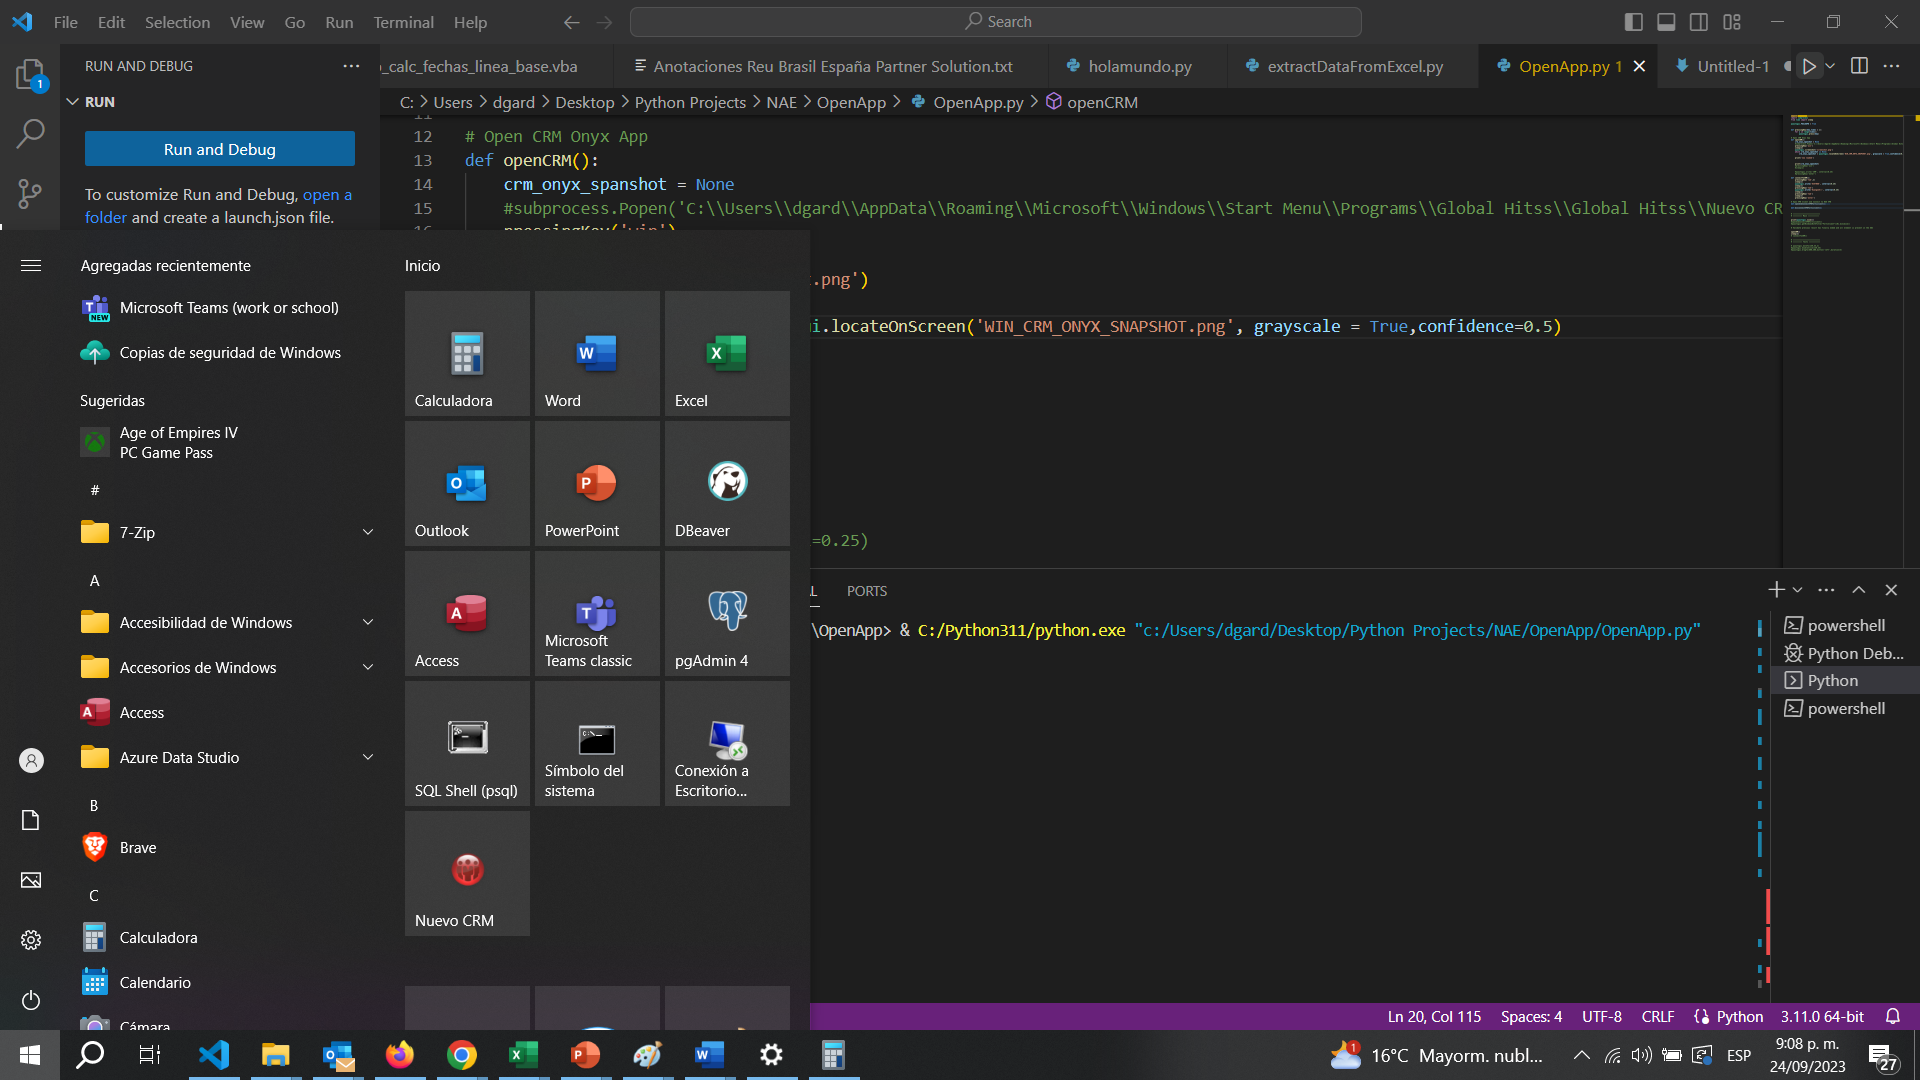 File Edit Selection View Go Run Terminal Help
Search
RUN AND DEBUG
_calc_fechas_linea_base.vba
Anotaciones Reu Brasil España Partner Solution.txt
holamundo.py
extractDataFromExcel.py
OpenApp.py 1
Untitled-1
RUN
C: > Users > dgard > Desktop > Python Projects > NAE > OpenApp > OpenApp.py > openCRM
Run and Debug
To customize Run and Debug, open a
folder and create a launch.json file.
11
12 # Open CRM Onyx App
13 def openCRM():
14 crm_onyx_spanshot = None
15 #subprocess.Popen('C:\\Users\\dgard\\AppData\\Roaming\\Microsoft\\Windows\\Start Menu\\Programs\\Global Hitss\\Global Hitss\\Nuevo CR
16 pressingKey('win')
.png')
i.locateOnScreen('WIN_CRM_ONYX_SNAPSHOT.png', grayscale = True,confidence=0.5)
=0.25)
Agregadas recientemente
Microsoft Teams (work or school)
Copias de seguridad de Windows
Sugeridas
Age of Empires IV
PC Game Pass
#
7-Zip
A
Accesibilidad de Windows
Accesorios de Windows
Access
Azure Data Studio
B
Brave
C
Calculadora
Calendario
Cámara
Inicio
Calculadora
Word
Excel
Outlook
PowerPoint
DBeaver
Access
Microsoft
Teams classic
pgAdmin 4
SQL Shell (psql)
Símbolo del
sistema
Conexión a
Escritorio...
Nuevo CRM
L PORTS
\OpenApp> & C:/Python311/python.exe "c:/Users/dgard/Desktop/Python Projects/NAE/OpenApp/OpenApp.py"
powershell
Python Deb...
Python
powershell
Ln 20, Col 115 Spaces: 4 UTF-8 CRLF Python 3.11.0 64-bit
16°C Mayorm. nubl...
ESP
9:08 p. m.
24/09/2023
27